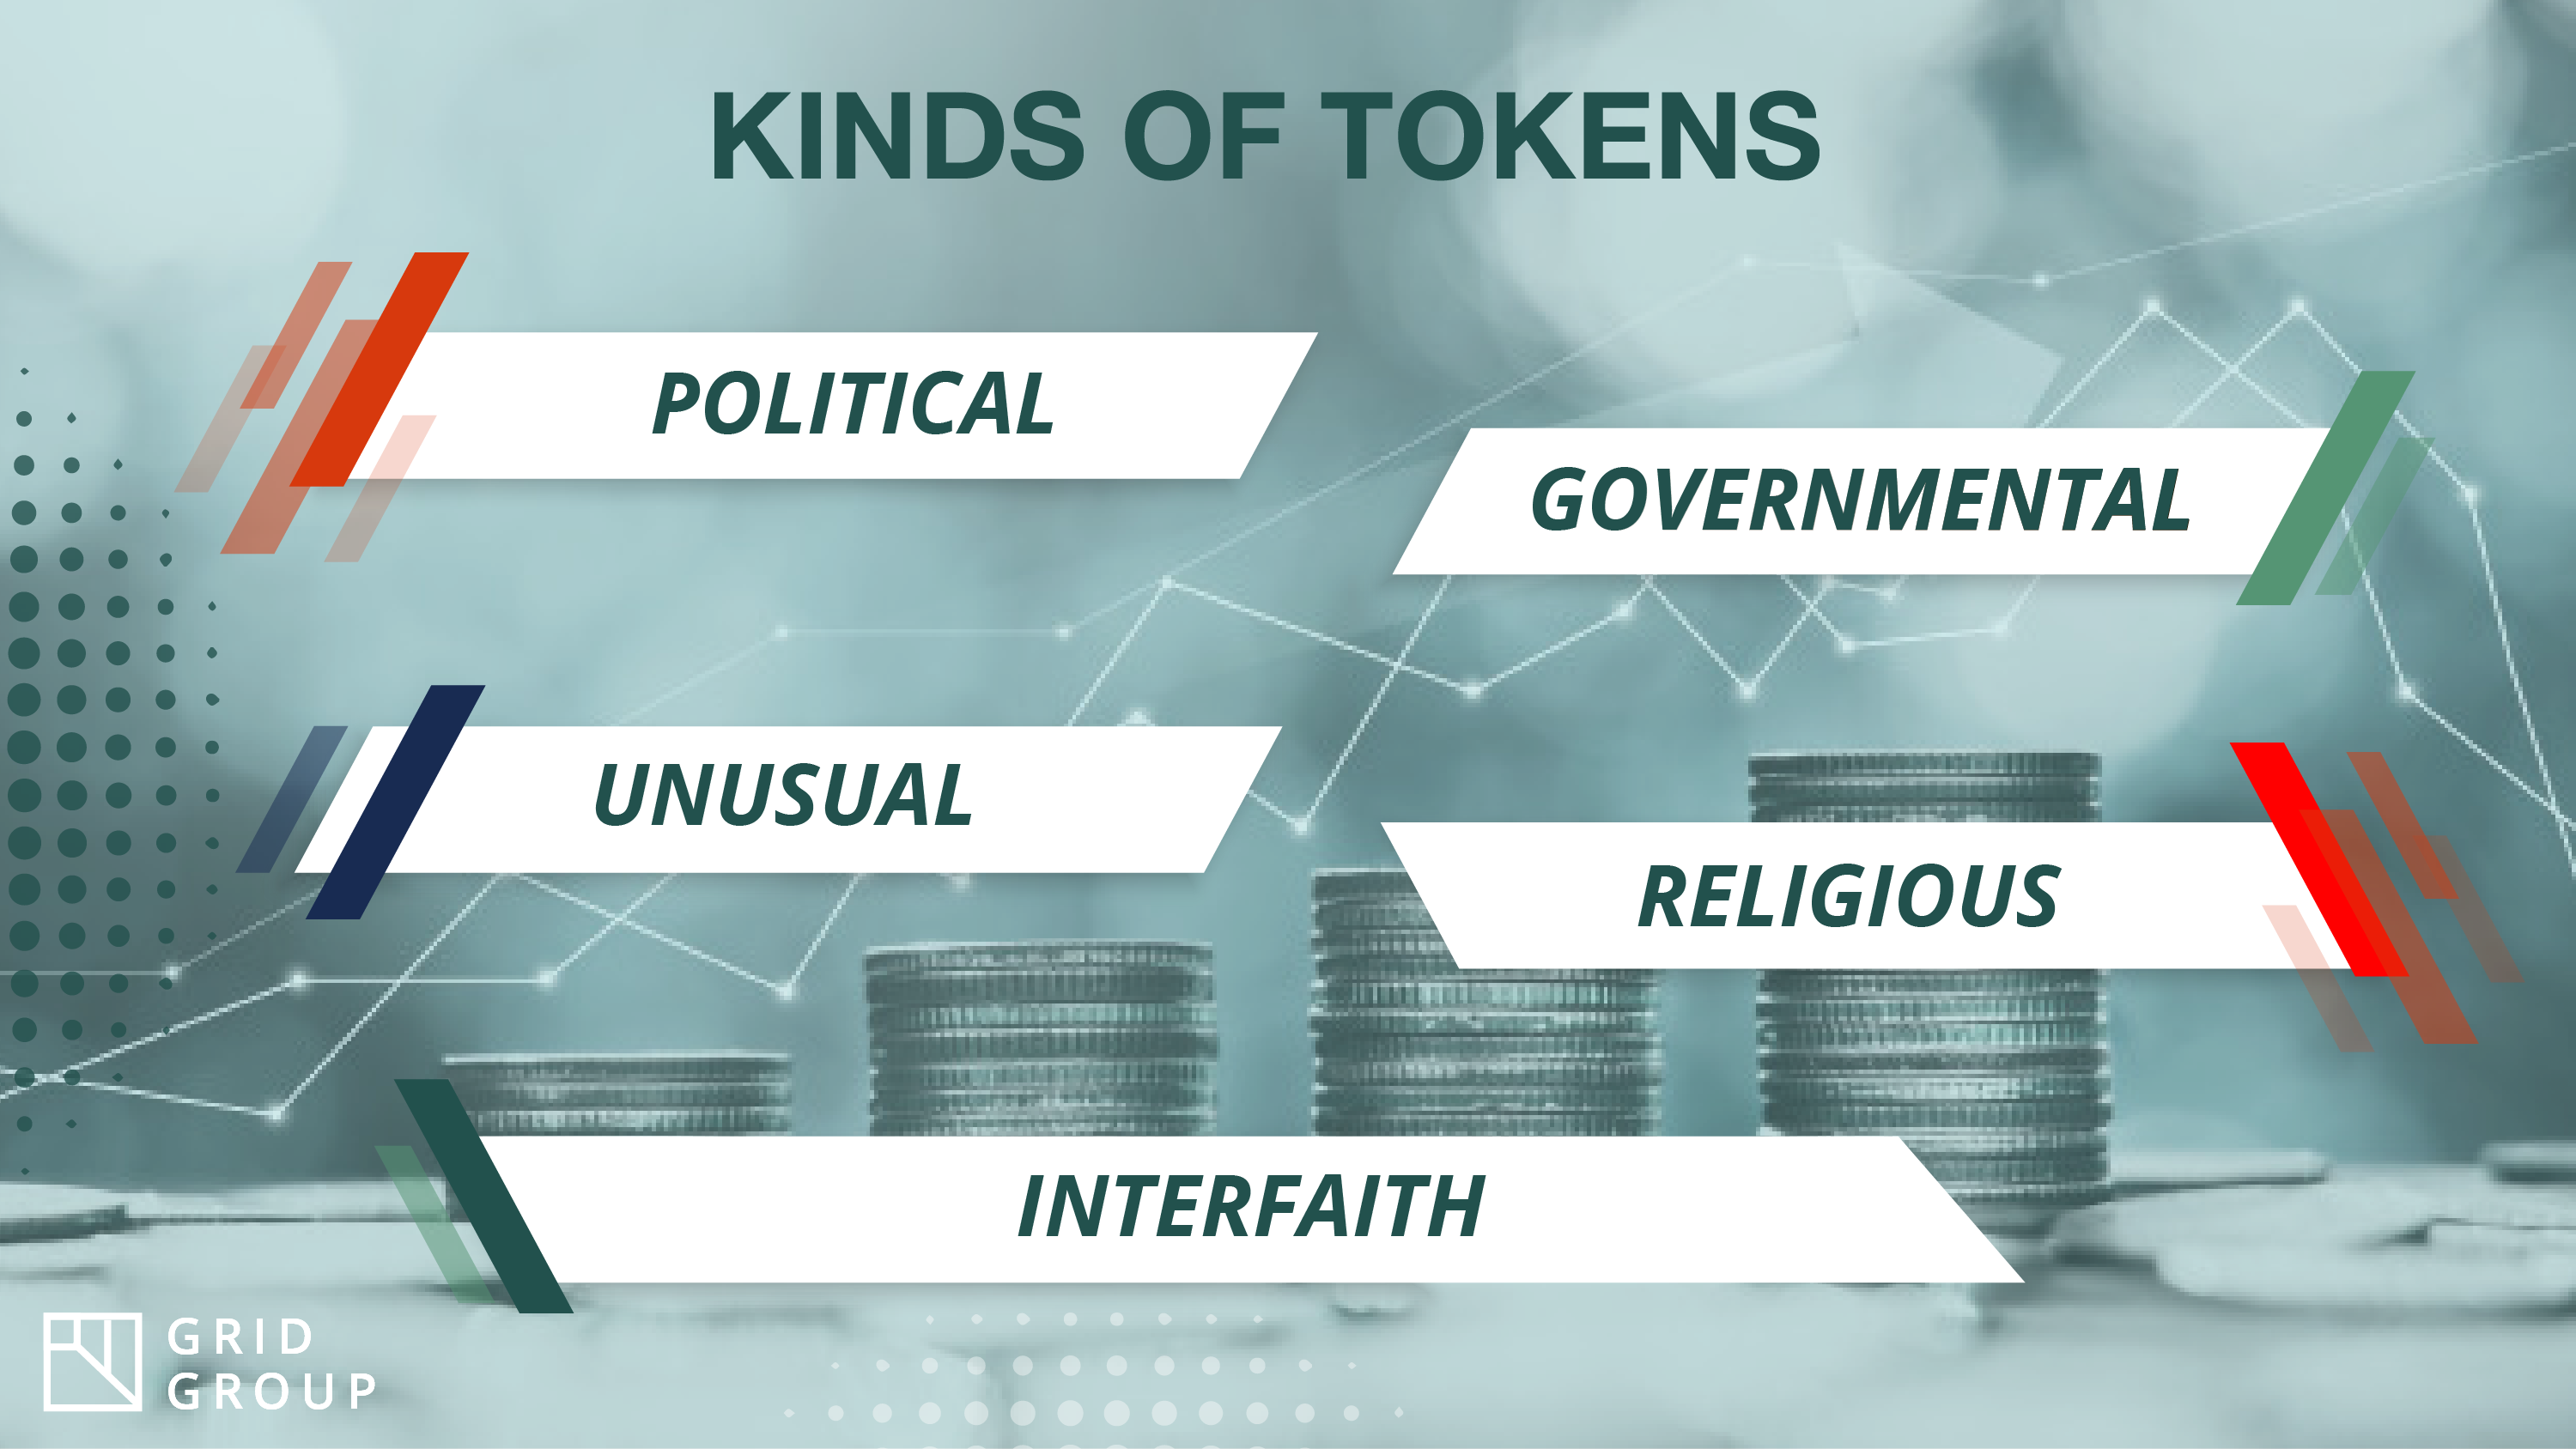 KINDS OF TOKENS
POLITICAL
GOVERNMENTAL
UNUSUAL
RELIGIOUS
INTERFAITH
GRID
GROUP